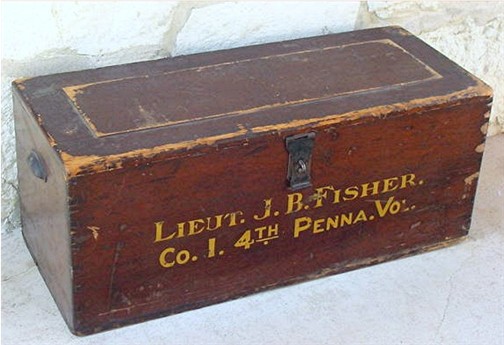 LIEUT. J. B. FISHER.
CO. I. 4TH PENNA. VOL.